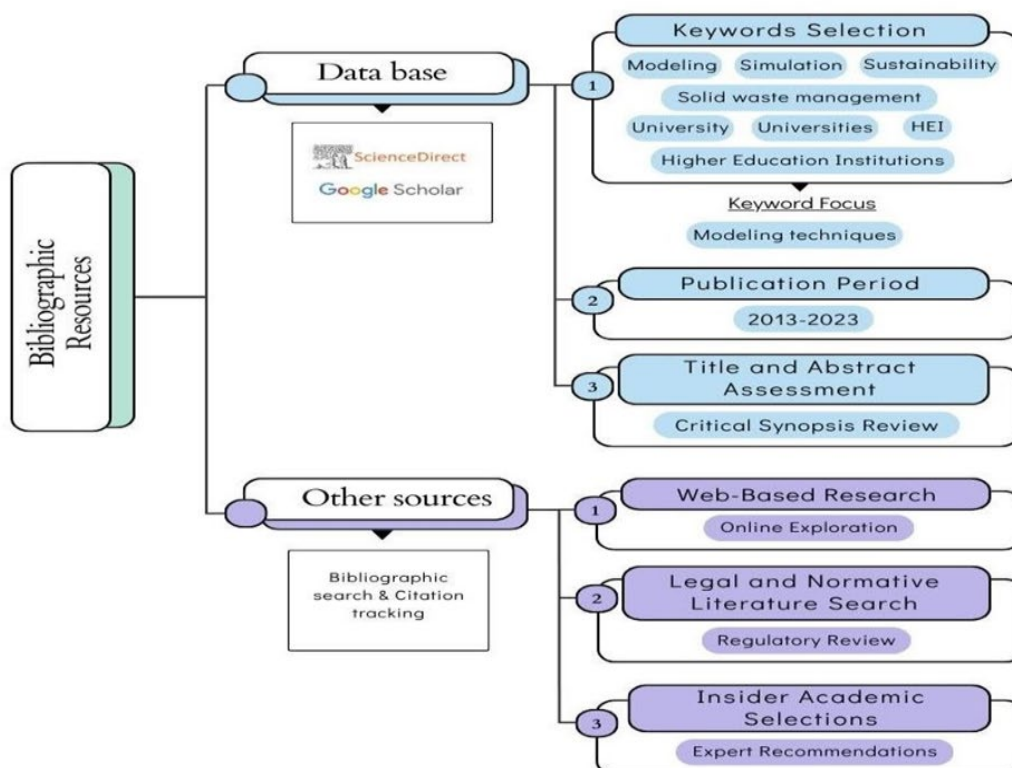 Bibliographic
Resources
Data base
ScienceDirect
Google Scholar
1
Keywords Selection
Modeling Simulation Sustainability
Solid waste management
University Universities HEI
Higher Education Institutions
Keyword Focus
Modeling techniques
2
Publication Period
2013-2023
3
Title and Abstract
Assessment
Critical Synopsis Review
Other sources
Bibliographic
search & Citation
tracking
1
Web-Based Research
Online Exploration
2
Legal and Normative
Literature Search
Regulatory Review
3
Insider Academic
Selections
Expert Recommendations